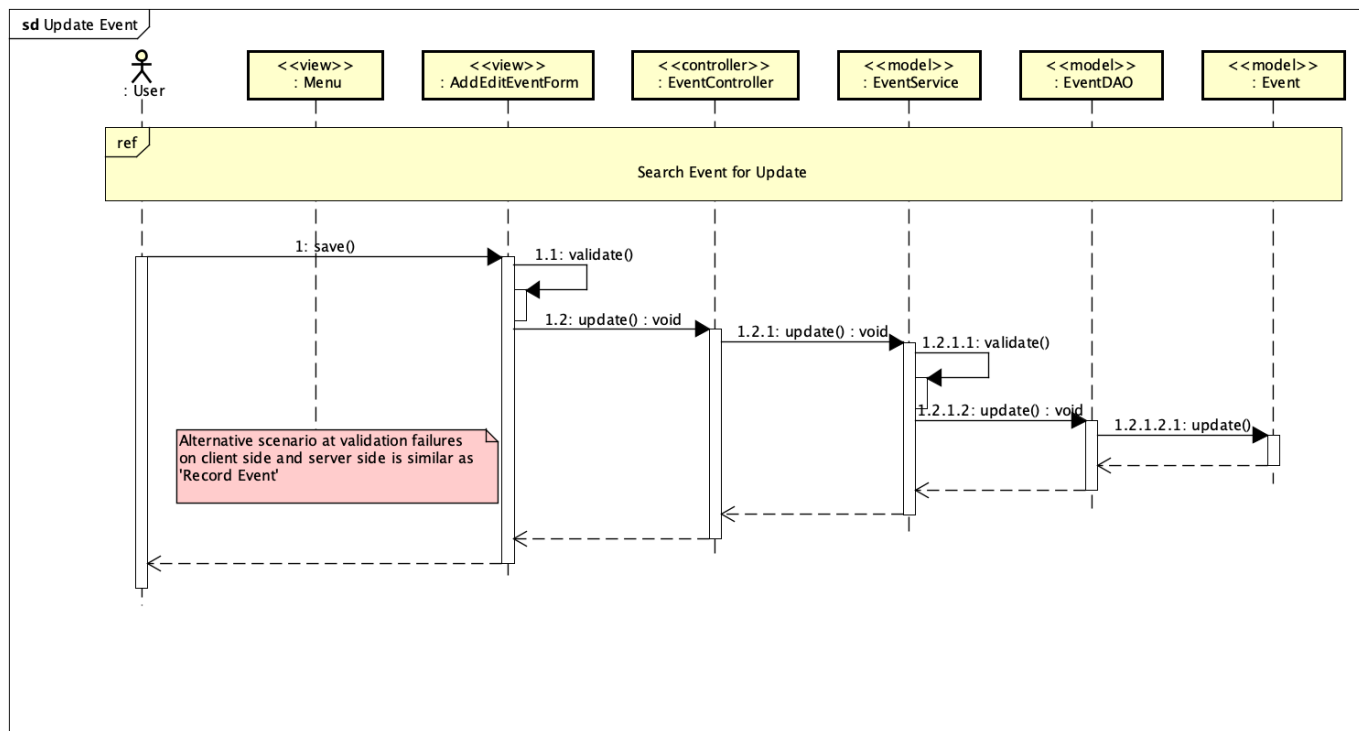 sd Update Event
<<view>>
: Menu
<<view>>
: AddEditEventForm
<<controller>>
: EventController
<<model>>
: EventService
<<model>>
: EventDAO
<<model>>
: Event
: User
ref
Search Event for Update
1: save()
1.1: validate()
1.2: update() : void
1.2.1: update() : void
1.2.1.1: validate()
1.2.1.2: update() : void
1.2.1.2.1: update()
Alternative scenario at validation failures
on client side and server side is similar as
'Record Event'